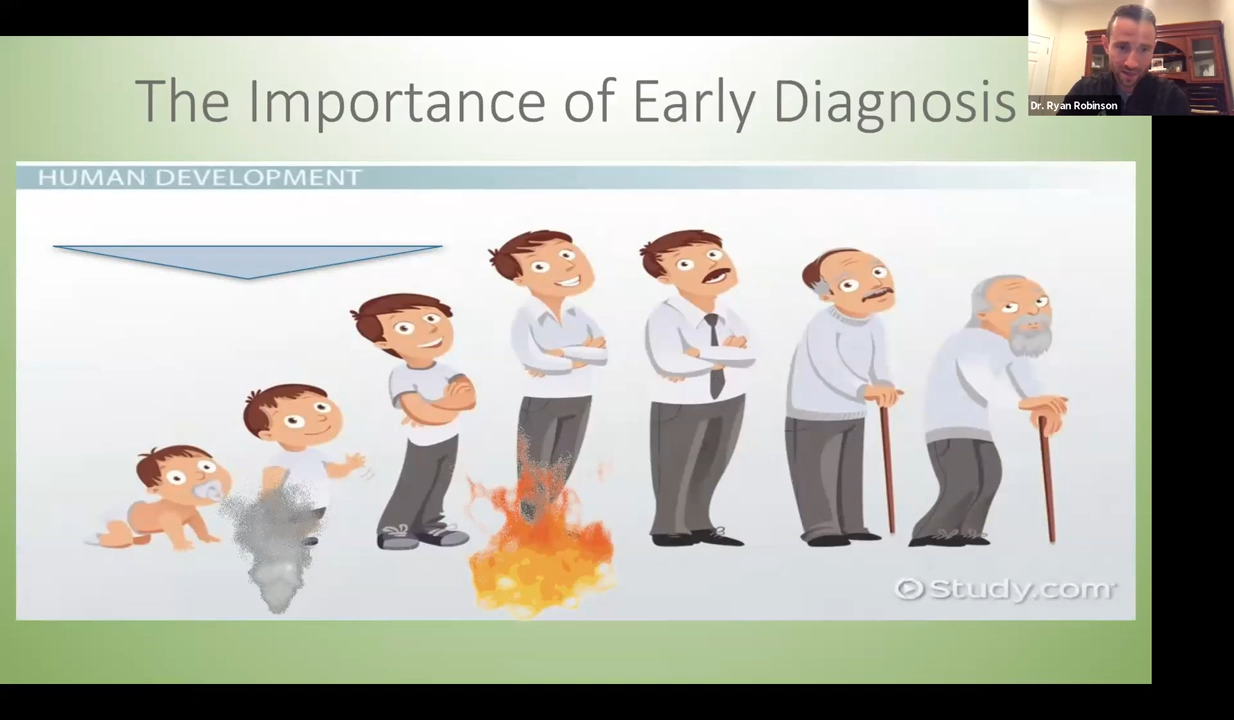 The Importance of Early Diagnosis
Dr. Ryan Robinson
HUMAN DEVELOPMENT
Study.com